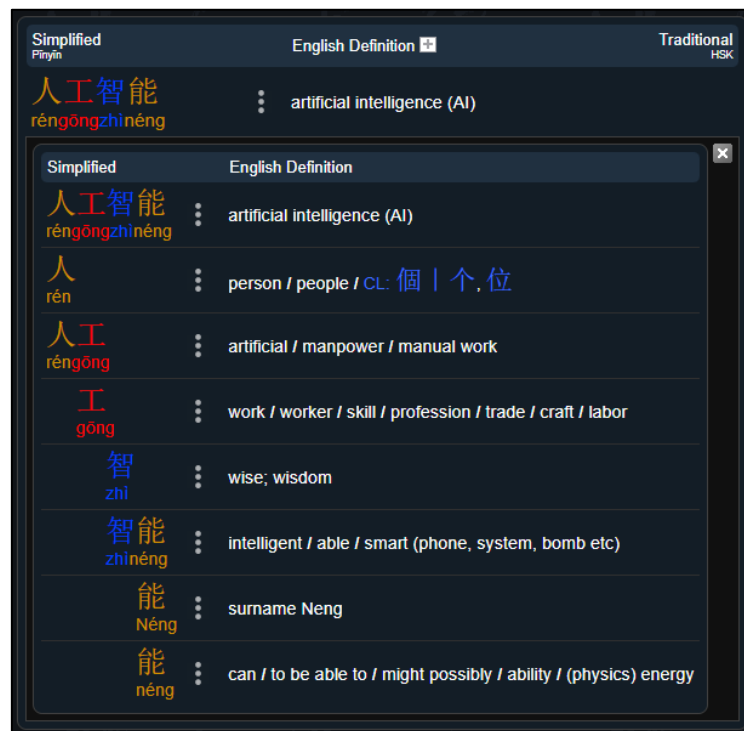 Simplified English Definition + Traditional
Pīnyīn HSK
人工智能 artificial intelligence (AI)
réngōngzhìnéng
Simplified English Definition
人工智能 artificial intelligence (AI)
réngōngzhìnéng
人 person / people / CL: 個丨个, 位
rén
人工 artificial / manpower / manual work
réngōng
工 work / worker / skill / profession / trade / craft / labor
gōng
智 wise; wisdom
zhì
智能 intelligent / able / smart (phone, system, bomb etc)
zhìnéng
能 surname Neng
Néng
能 can / to be able to / might possibly / ability / (physics) energy
néng